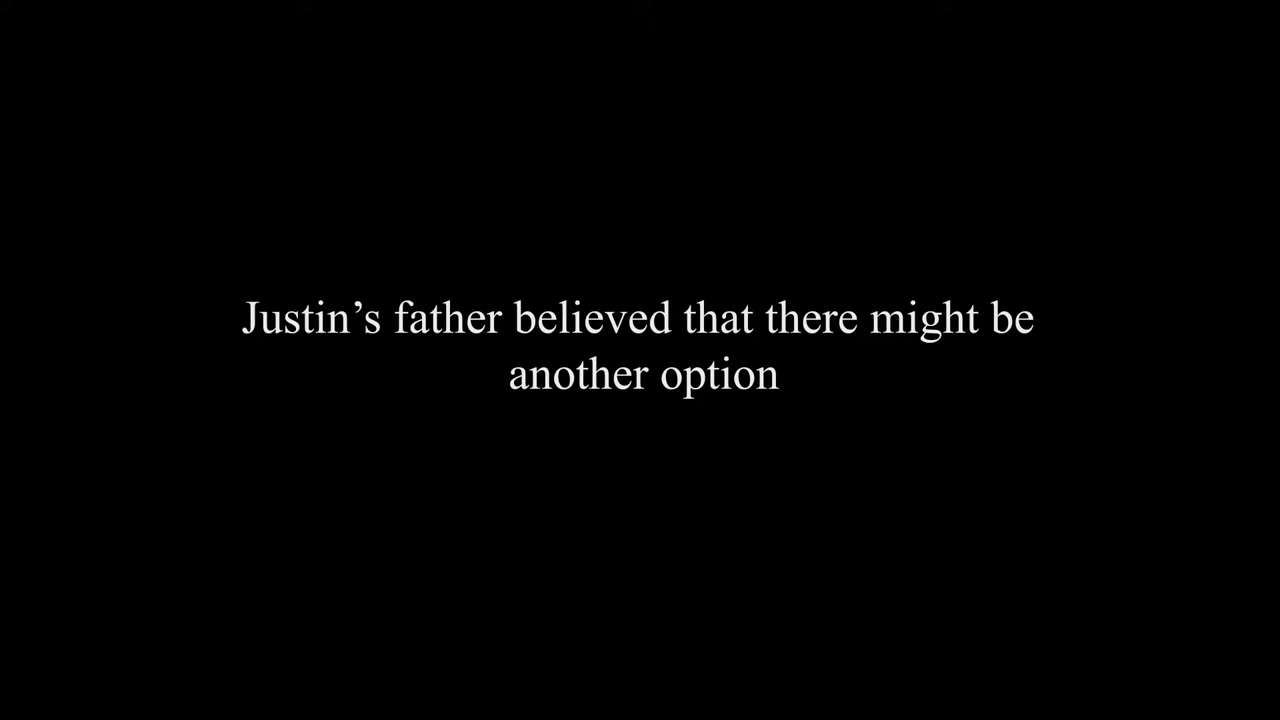 Justin’s father believed that there might be
another option